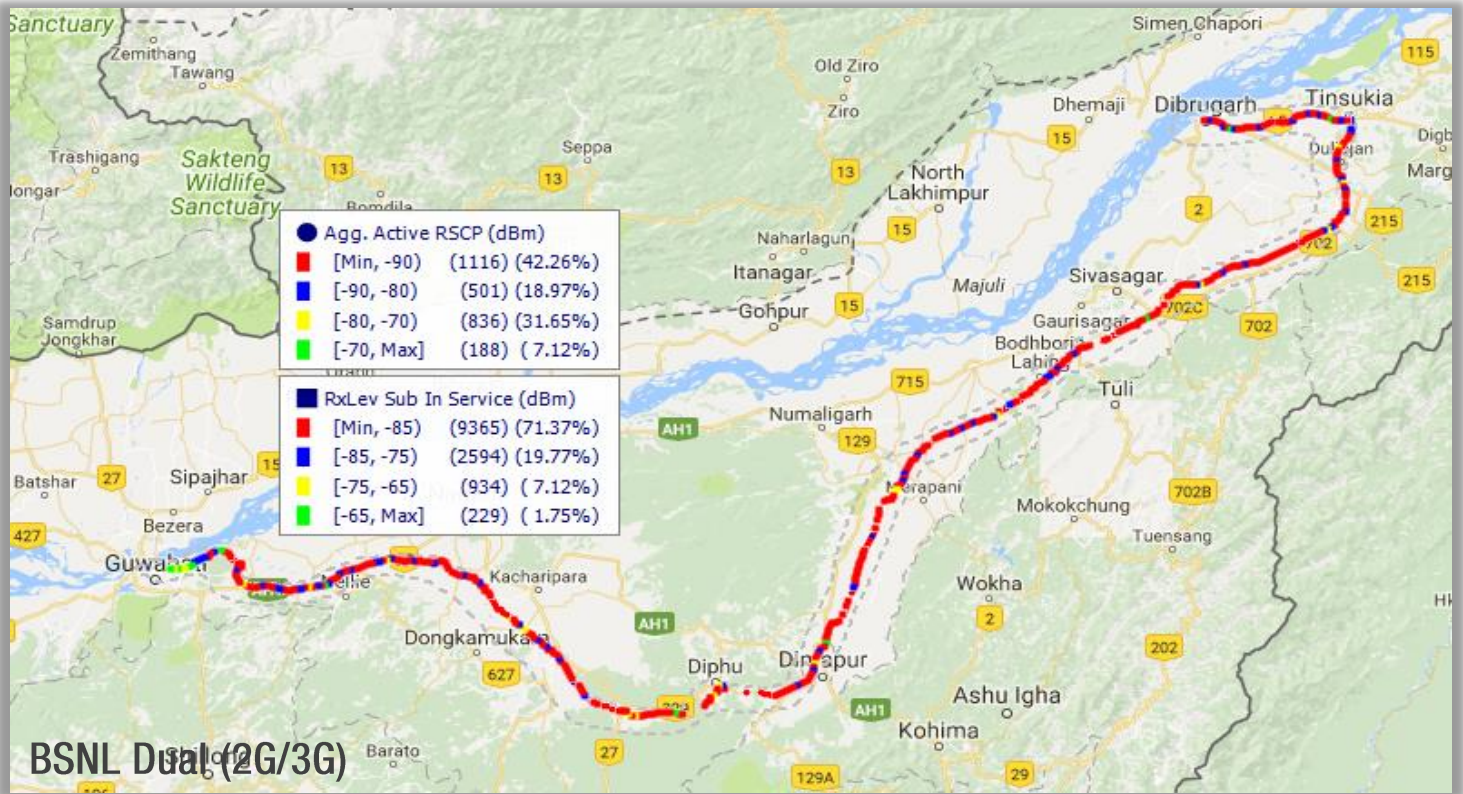 Sanctuary
Simen Chapori
Zemithang
Tawang
Old Ziro
Ziro
115
Dhemaji
Dibrugarh
Tinsukia
15
Trashigang
Sakteng
Wildlife
Sanctuary
Seppa
13
13
13
North
Lakhimpur
Bomdila
2
15
215
702
Naharlagun
Itanagar
Majuli
Sivasagar
215
Agg. Active RSCP (dBm)
[Min, -90) (1116) (42.26%)
[-90, -80) (501) (18.97%)
[-80, -70) (836) (31.65%)
[-70, Max] (188) ( 7.12%)
Samdrup
Jongkhar
Gohpur
15
702C
702
Gaurisagar
Bodhbori
Lahing
RxLev Sub In Service (dBm)
[Min, -85) (9365) (71.37%)
[-85, -75) (2594) (19.77%)
[-75, -65) (934) ( 7.12%)
[-65, Max] (229) ( 1.75%)
715
Tuli
Numaligarh
AH1
129
Batshar
27
Sipajhar
15
Merapani
Mokokchung
702B
Bezera
427
Tuensang
Guwahati
Nellie
Kacharipara
Wokha
2
AH1
Dongkamukam
627
Diphu
Dimapur
202
Ashu Igha
AH1
Kohima
27
Barato
Shillong
129A
29
BSNL Dual (2G/3G)